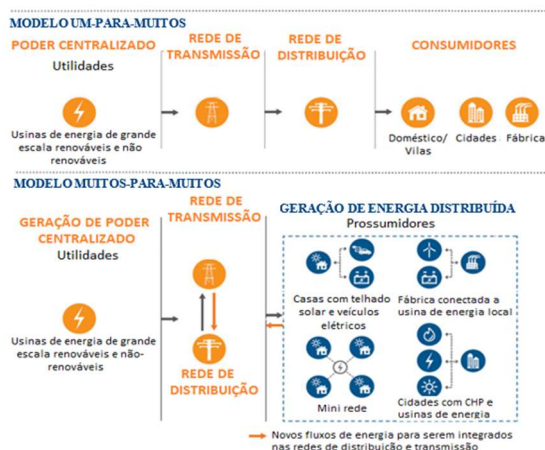 MODELO UM-PARA-MUITOS
PODER CENTRALIZADO
Utilidades
REDE DE
TRANSMISSÃO
REDE DE
DISTRIBUIÇÃO
CONSUMIDORES
Usinas de energia de grande
escala renováveis e não
renováveis
Doméstico/
Vilas
Cidades
Fábrica
MODELO MUITOS-PARA-MUITOS
GERAÇÃO DE PODER
CENTRALIZADO
Utilidades
REDE DE
TRANSMISSÃO
GERAÇÃO DE ENERGIA DISTRIBUÍDA
Prossumidores
Usinas de energia de grande
escala renováveis e não-
renováveis
REDE DE
DISTRIBUIÇÃO
Casas com telhado
solar e veículos
elétricos
Fábrica conectada a
usina de energia local
Mini rede
Cidades com CHP e
usinas de energia
Novos fluxos de energia para serem integrados
nas redes de distribuição e transmissão